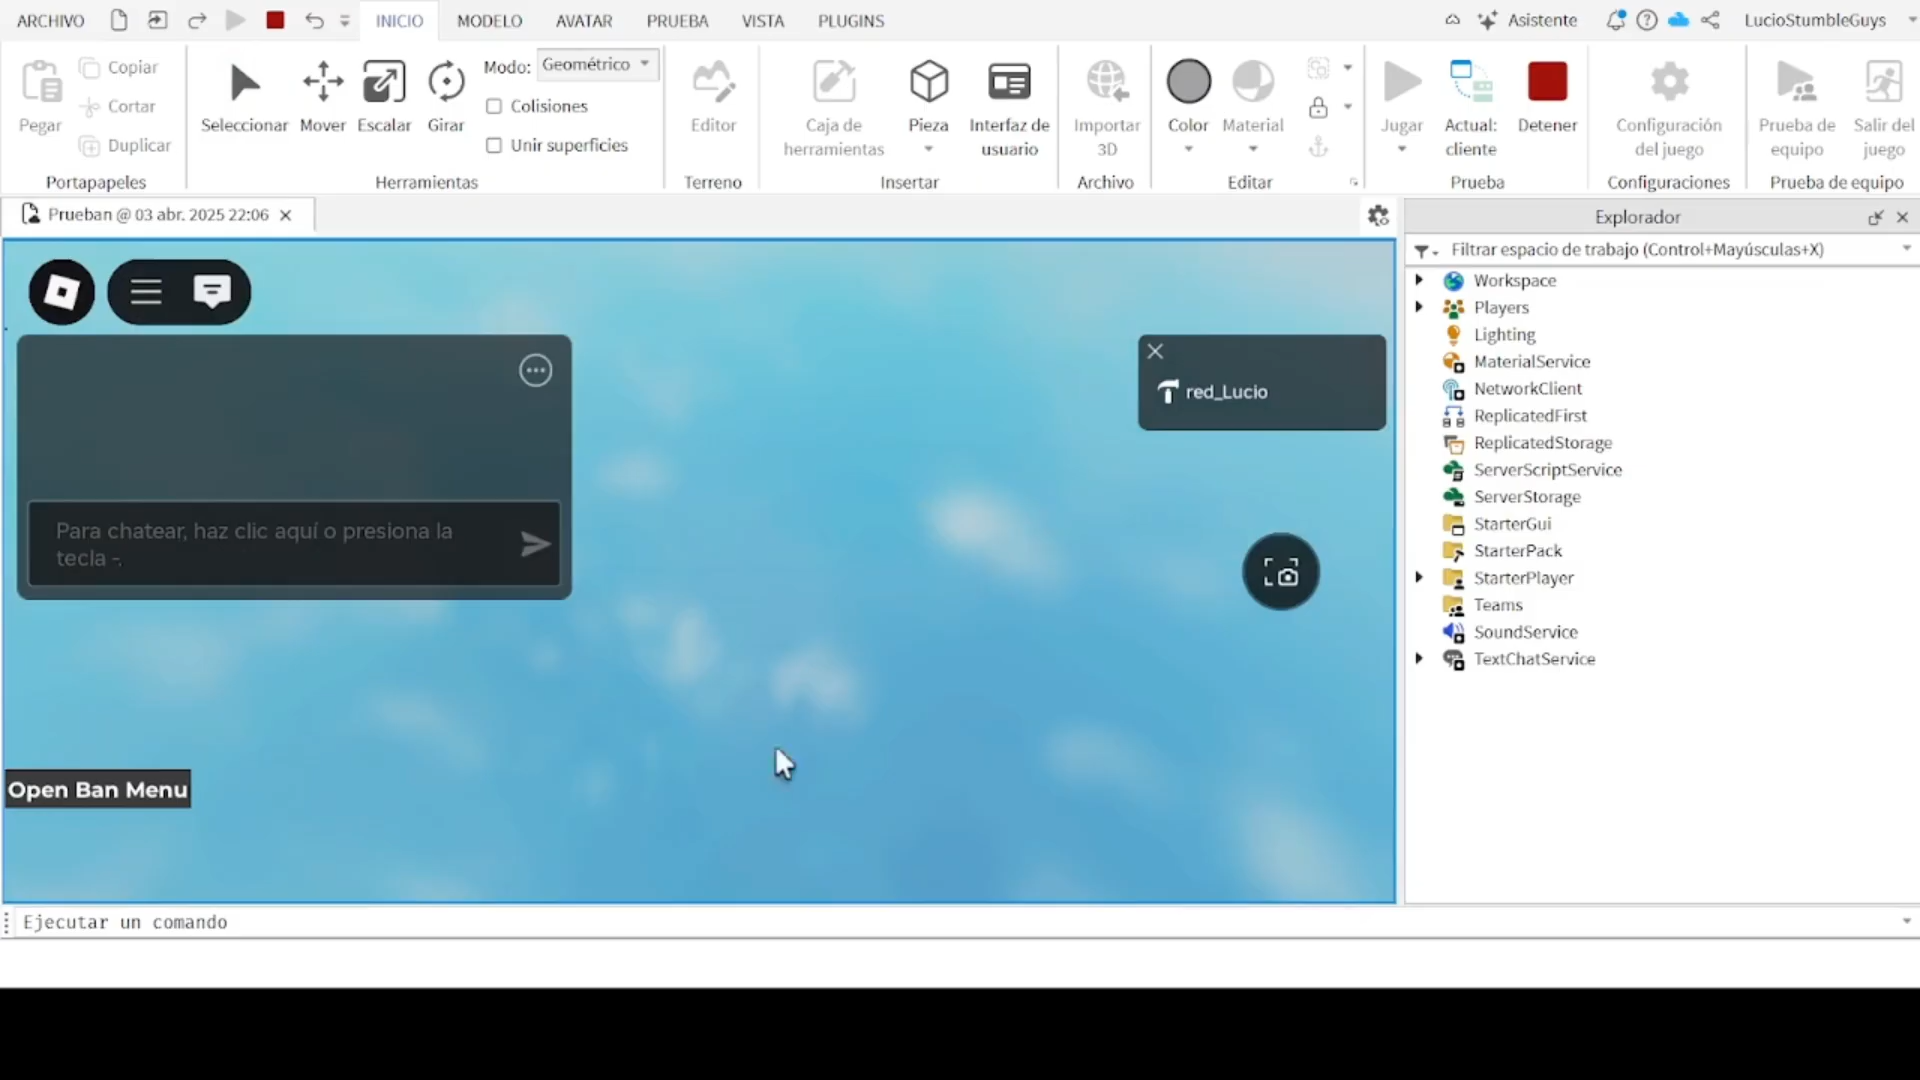 ARCHIVO
INICIO
MODELO
AVATAR
PRUEBA
VISTA
PLUGINS
Asistente
LucioStumbleGuys
Pegar
Copiar
Cortar
Duplicar
Portapapeles
Seleccionar
Mover
Escalar
Girar
Modo: Geométrico
Colisiones
Unir superficies
Herramientas
Editor
Terreno
Caja de
herramientas
Pieza
Interfaz de
usuario
Insertar
Importar
3D
Archivo
Color
Material
Editar
Jugar
Actual:
cliente
Detener
Prueba
Configuración
del juego
Configuraciones
Prueba de
equipo
Salir del
juego
Prueba de equipo
Prueban @ 03 abr. 2025 22:06
Para chatear, haz clic aquí o presiona la
tecla -.
red_Lucio
Open Ban Menu
Explorador
Filtrar espacio de trabajo (Control+Mayúsculas+X)
Workspace
Players
Lighting
MaterialService
NetworkClient
ReplicatedFirst
ReplicatedStorage
ServerScriptService
ServerStorage
StarterGui
StarterPack
StarterPlayer
Teams
SoundService
TextChatService
Ejecutar un comando